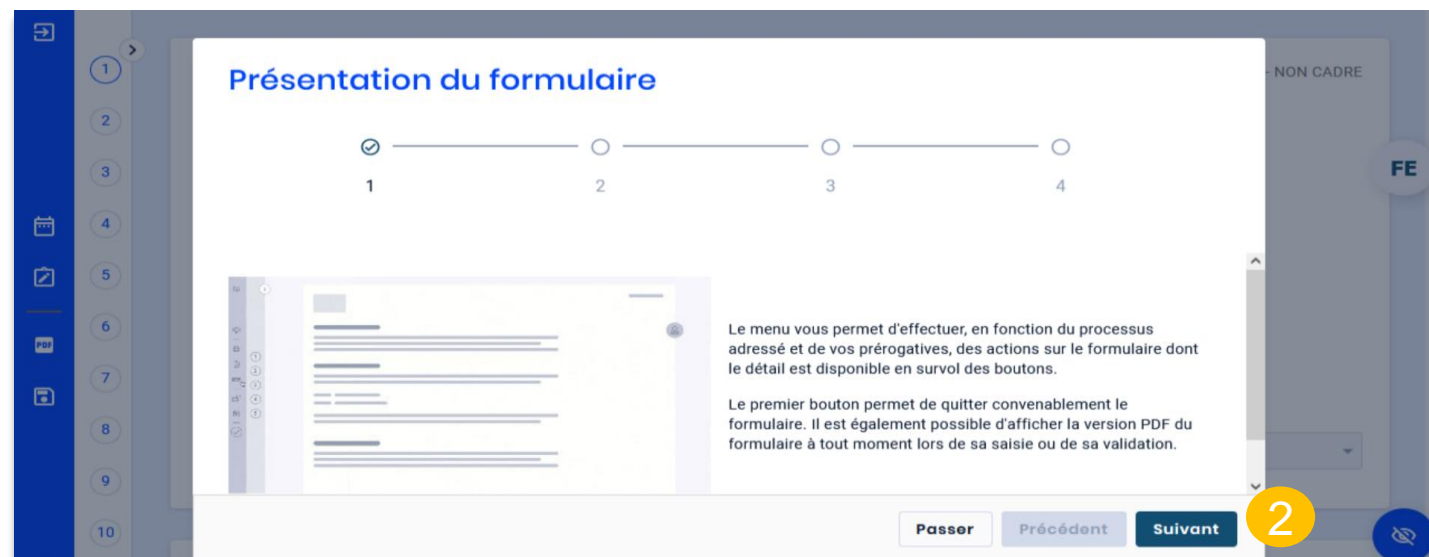 Présentation du formulaire
- NON CADRE
1
2
3
4
5
6
7
8
9
10
1
2
3
4
FE
PDF
Le menu vous permet d'effectuer, en fonction du processus
adressé et de vos prérogatives, des actions sur le formulaire dont
le détail est disponible en survol des boutons.
Le premier bouton permet de quitter convenablement le
formulaire. Il est également possible d'afficher la version PDF du
formulaire à tout moment lors de sa saisie ou de sa validation.
Passer
Précédent
Suivant
2